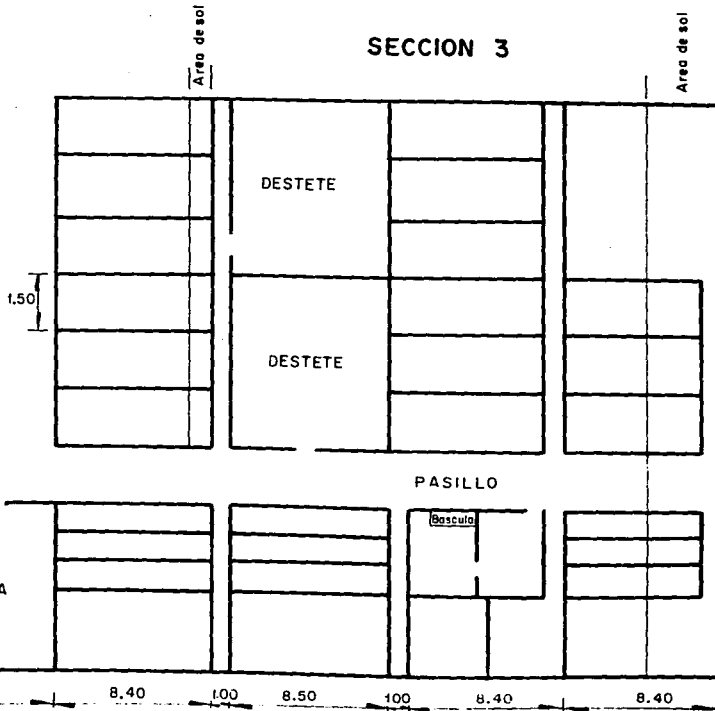 Area de sol
SECCION 3
Area de sol
DESTETE
1.50
DESTETE
PASILLO
Bascula
A
8.40 1.00 8.50 100 8.40 8.40